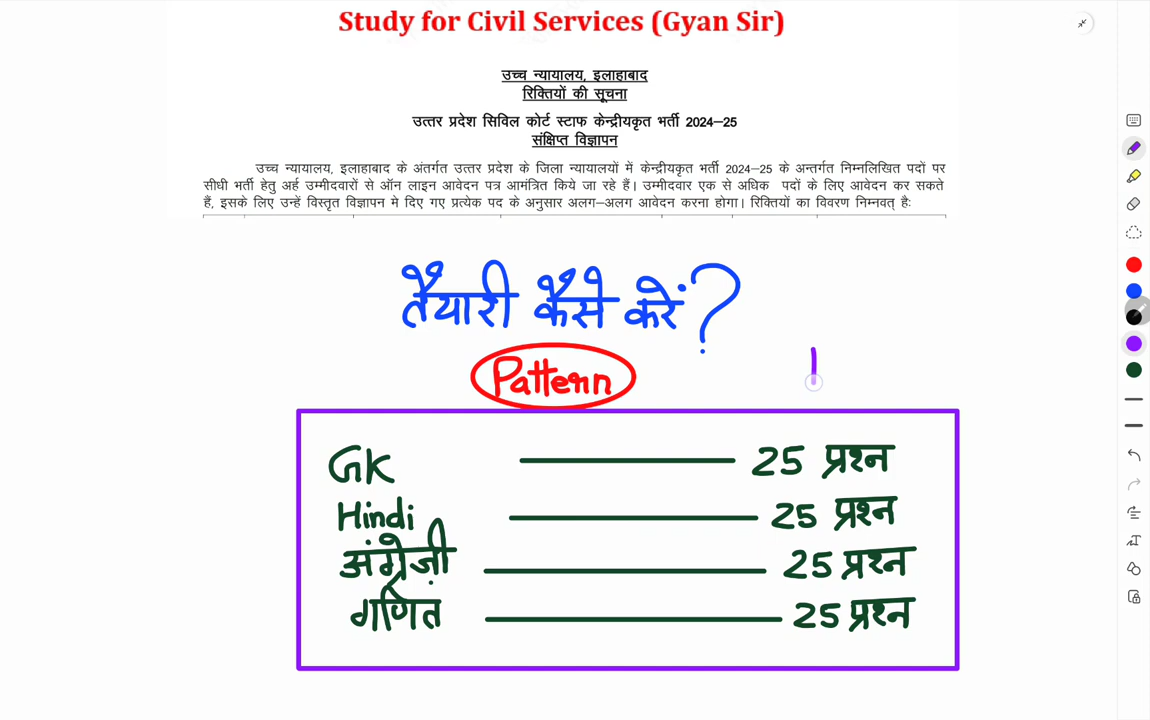 Study for Civil Services (Gyan Sir)
उच्च न्यायालय, इलाहाबाद
रिक्तियों की सूचना
उत्तर प्रदेश सिविल कोर्ट स्टाफ केन्द्रीयकृत भर्ती 2024–25
संक्षिप्त विज्ञापन
उच्च न्यायालय, इलाहाबाद के अंतर्गत उत्तर प्रदेश के जिला न्यायालयों में केन्द्रीयकृत भर्ती 2024–25 के अन्तर्गत निम्नलिखित पदों पर
सीधी भर्ती हेतु अर्ह उम्मीदवारों से ऑन लाइन आवेदन पत्र आमंत्रित किये जा रहे हैं। उम्मीदवार एक से अधिक पदों के लिए आवेदन कर सकते
हैं, इसके लिए उन्हें विस्तृत विज्ञापन मे दिए गए प्रत्येक पद के अनुसार अलग–अलग आवेदन करना होगा। रिक्तियों का विवरण निम्नवत् है:
तैयारी कैसे करें?
Pattern
GK 25 प्रश्न
Hindi 25 प्रश्न
अंग्रेज़ी 25 प्रश्न
गणित 25 प्रश्न